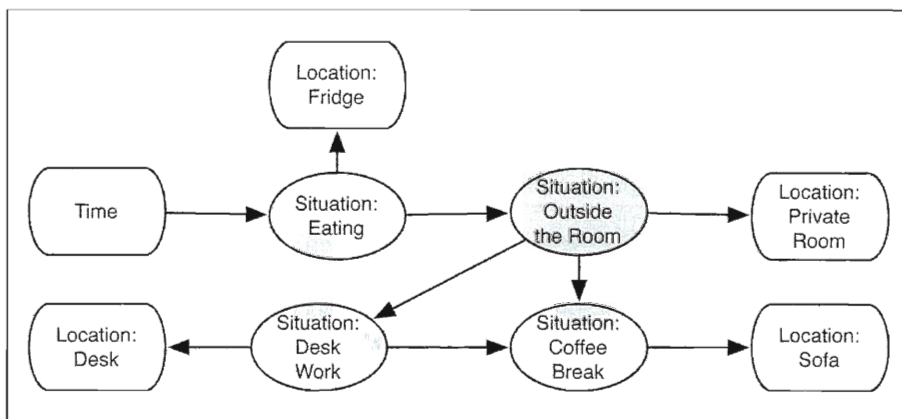 Location:
Fridge
Time
Situation:
Eating
Situation:
Outside
the Room
Location:
Private
Room
Location:
Desk
Situation:
Desk
Work
Situation:
Coffee
Break
Location:
Sofa